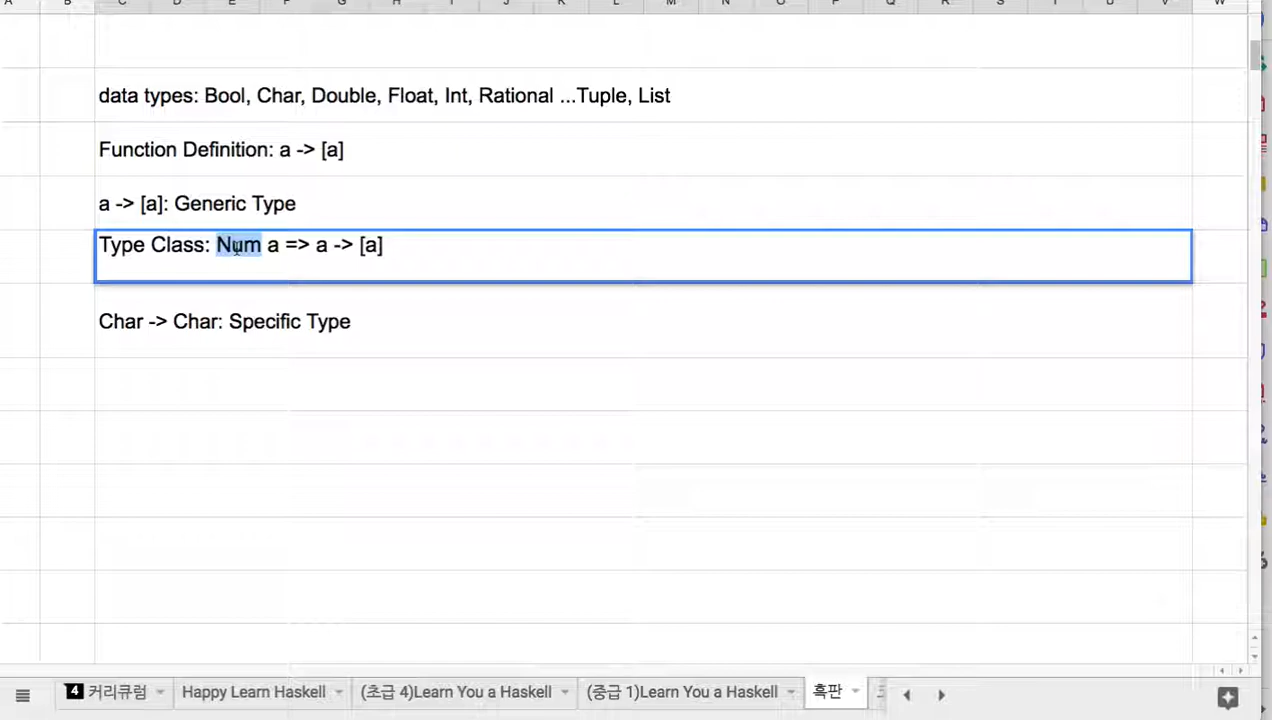 data types: Bool, Char, Double, Float, Int, Rational ...Tuple, List
Function Definition: a -> [a]
a -> [a]: Generic Type
Type Class: Num a => a -> [a]
Char -> Char: Specific Type
4 커리큐럼 Happy Learn Haskell (초급 4)Learn You a Haskell (중급 1)Learn You a Haskell 흑판